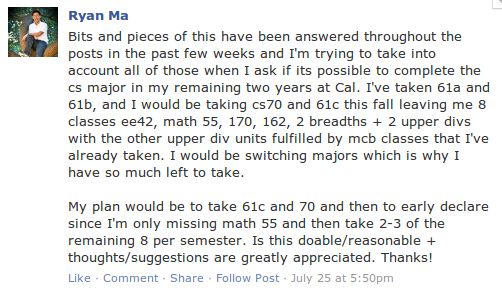 Ryan Ma
Bits and pieces of this have been answered throughout the
posts in the past few weeks and I'm trying to take into
account all of those when I ask if its possible to complete the
cs major in my remaining two years at Cal. I've taken 61a and
61b, and I would be taking cs70 and 61c this fall leaving me 8
classes ee42, math 55, 170, 162, 2 breadths + 2 upper divs
with the other upper div units fulfilled by mcb classes that I've
already taken. I would be switching majors which is why I
have so much left to take.
My plan would be to take 61c and 70 and then to early declare
since I'm only missing math 55 and then take 2-3 of the
remaining 8 per semester. Is this doable/reasonable +
thoughts/suggestions are greatly appreciated. Thanks!
Like · Comment · Share · Follow Post · July 25 at 5:50pm